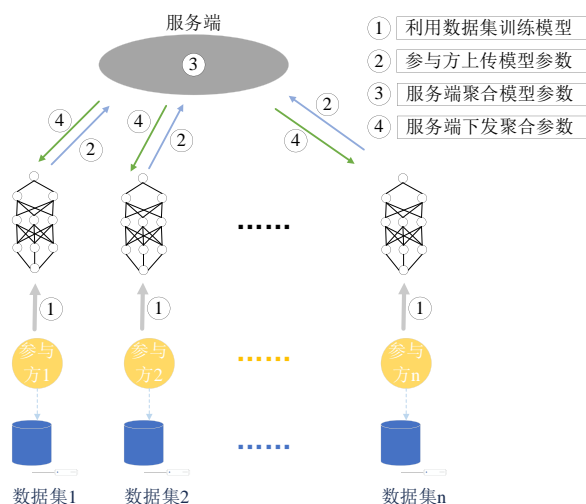 服务端
③
① 利用数据集训练模型
② 参与方上传模型参数
③ 服务端聚合模型参数
④ 服务端下发聚合参数
④ ② ④ ② ② ④
……
① ① ①
参与方1 参与方2 …… 参与方n
……
数据集1 数据集2 数据集n